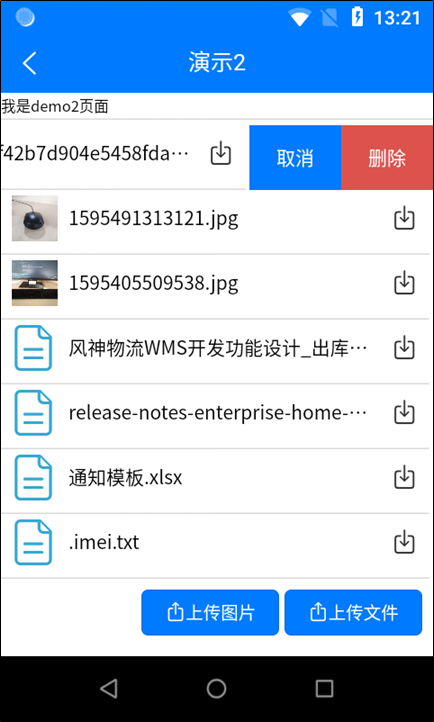 13:21
演示2
我是demo2页面
f42b7d904e5458fda···
取消
删除
1595491313121.jpg
1595405509538.jpg
风神物流WMS开发功能设计_出库···
release-notes-enterprise-home-···
通知模板.xlsx
.imei.txt
上传图片
上传文件